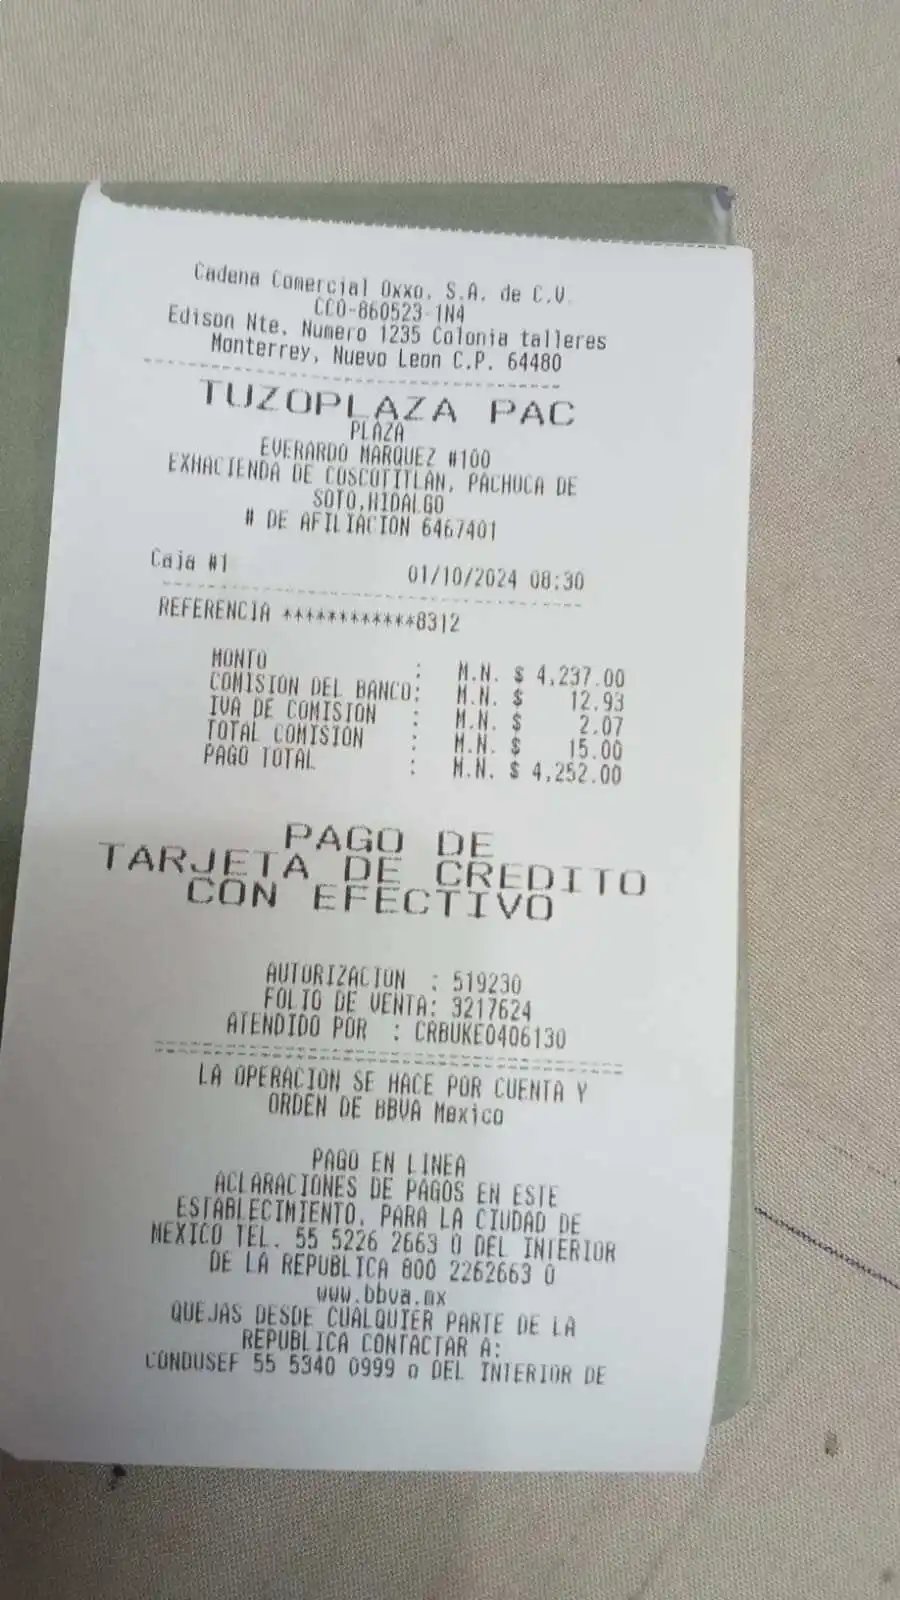 Cadena Comercial Oxxo, S.A. de C.V.
CCO-860523-1N4
Edison Nte. Numero 1235 Colonia talleres
Monterrey, Nuevo Leon C.P. 64480
TUZOPLAZA PAC
PLAZA
EVERARDO MARQUEZ #100
EXHACIENDA DE COSCOTITLAN, PACHUCA DE
SOTO,HIDALGO
# DE AFILIACION 6467401
Caja #1 01/10/2024 08:30
REFERENCIA ************8312
MONTO : M.N. $ 4,237.00
COMISION DEL BANCO: M.N. $ 12.93
IVA DE COMISION : M.N. $ 2.07
TOTAL COMISION : M.N. $ 15.00
PAGO TOTAL : M.N. $ 4,252.00
PAGO DE
TARJETA DE CREDITO
CON EFECTIVO
AUTORIZACION : 519230
FOLIO DE VENTA: 3217624
ATENDIDO POR : CRBUKE0406130
LA OPERACION SE HACE POR CUENTA Y
ORDEN DE BBVA Mexico
PAGO EN LINEA
ACLARACIONES DE PAGOS EN ESTE
ESTABLECIMIENTO, PARA LA CIUDAD DE
MEXICO TEL. 55 5226 2663 O DEL INTERIOR
DE LA REPUBLICA 800 2262663 O
www.bbva.mx
QUEJAS DESDE CUALQUIER PARTE DE LA
REPUBLICA CONTACTAR A:
CONDUSEF 55 5340 0999 o DEL INTERIOR DE